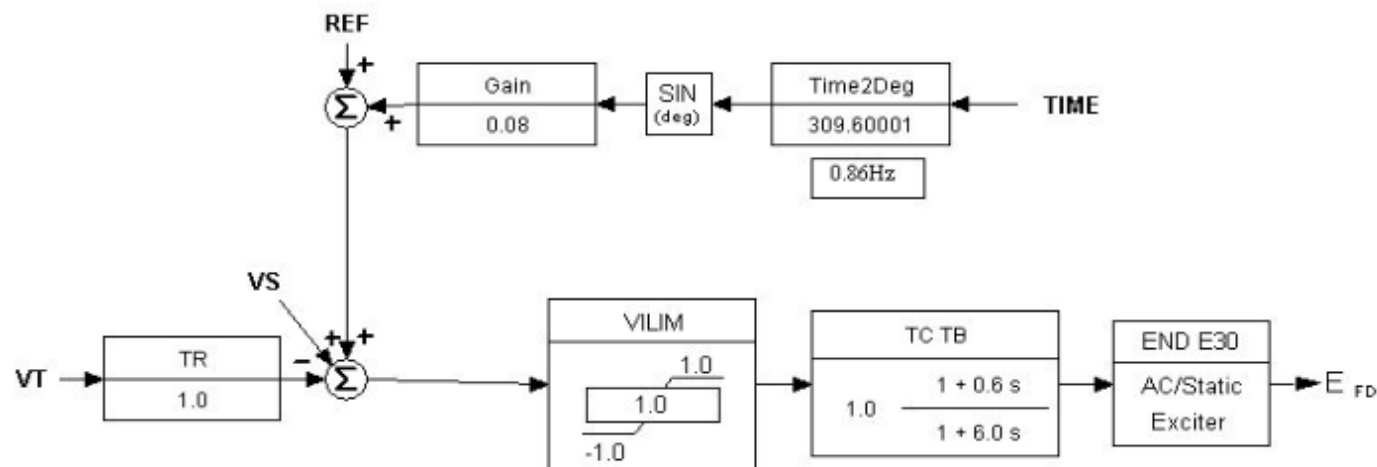 REF
+
Σ
+
Gain
0.08
SIN
(deg)
Time2Deg
309.60001
TIME
0.86Hz
VS
VT
TR
1.0
−
+
+
Σ
VILIM
1.0
1.0
-1.0
TC TB
1.0
1 + 0.6 s
1 + 6.0 s
END E30
AC/Static
Exciter
E FD